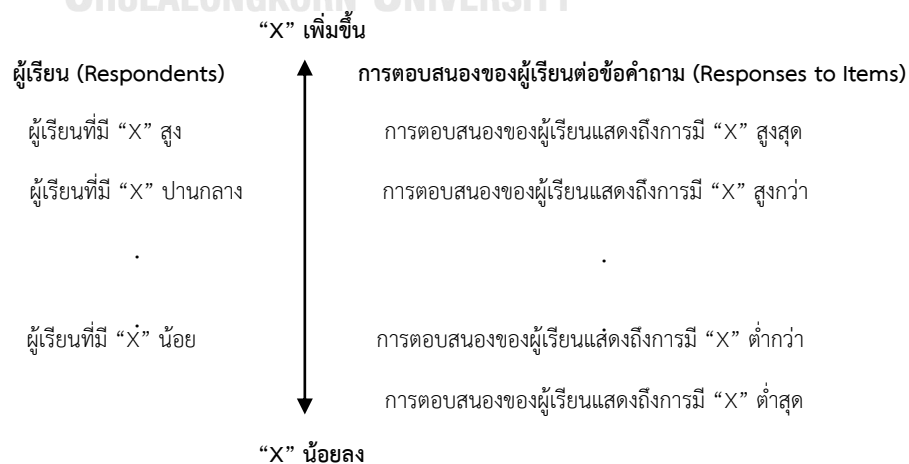 CHULALONGKORN UNIVERSITY
“X” เพิ่มขึ้น
ผู้เรียน (Respondents) การตอบสนองของผู้เรียนต่อข้อคำถาม (Responses to Items)
ผู้เรียนที่มี “X” สูง การตอบสนองของผู้เรียนแสดงถึงการมี “X” สูงสุด
ผู้เรียนที่มี “X” ปานกลาง การตอบสนองของผู้เรียนแสดงถึงการมี “X” สูงกว่า
. .
ผู้เรียนที่มี “X” น้อย การตอบสนองของผู้เรียนแสดงถึงการมี “X” ต่ำกว่า
การตอบสนองของผู้เรียนแสดงถึงการมี “X” ต่ำสุด
“X” น้อยลง